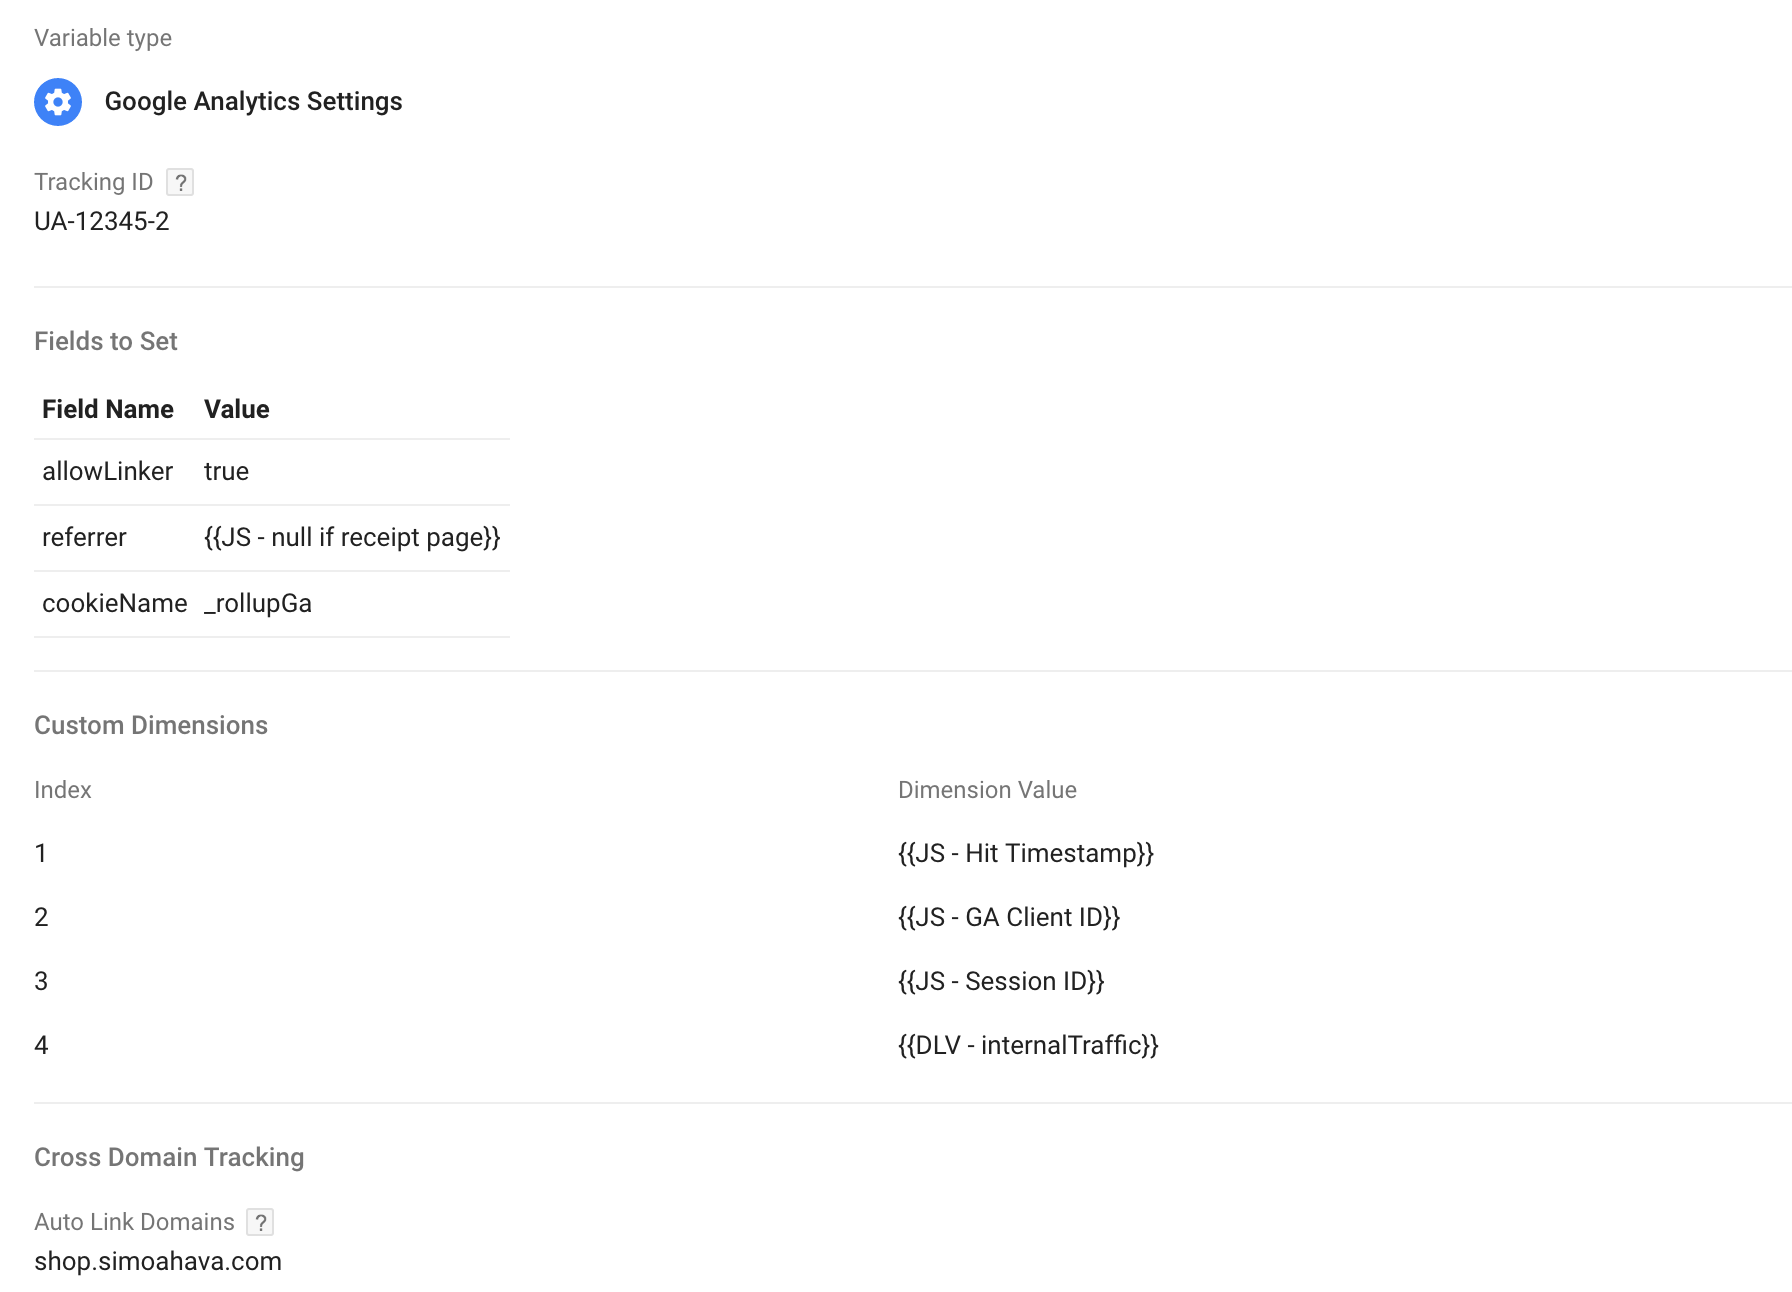 Variable type
Google Analytics Settings
Tracking ID ?
UA-12345-2
Fields to Set
Field Name Value
allowLinker true
referrer {{JS - null if receipt page}}
cookieName _rollupGa
Custom Dimensions
Index Dimension Value
1 {{JS - Hit Timestamp}}
2 {{JS - GA Client ID}}
3 {{JS - Session ID}}
4 {{DLV - internalTraffic}}
Cross Domain Tracking
Auto Link Domains ?
shop.simoahava.com